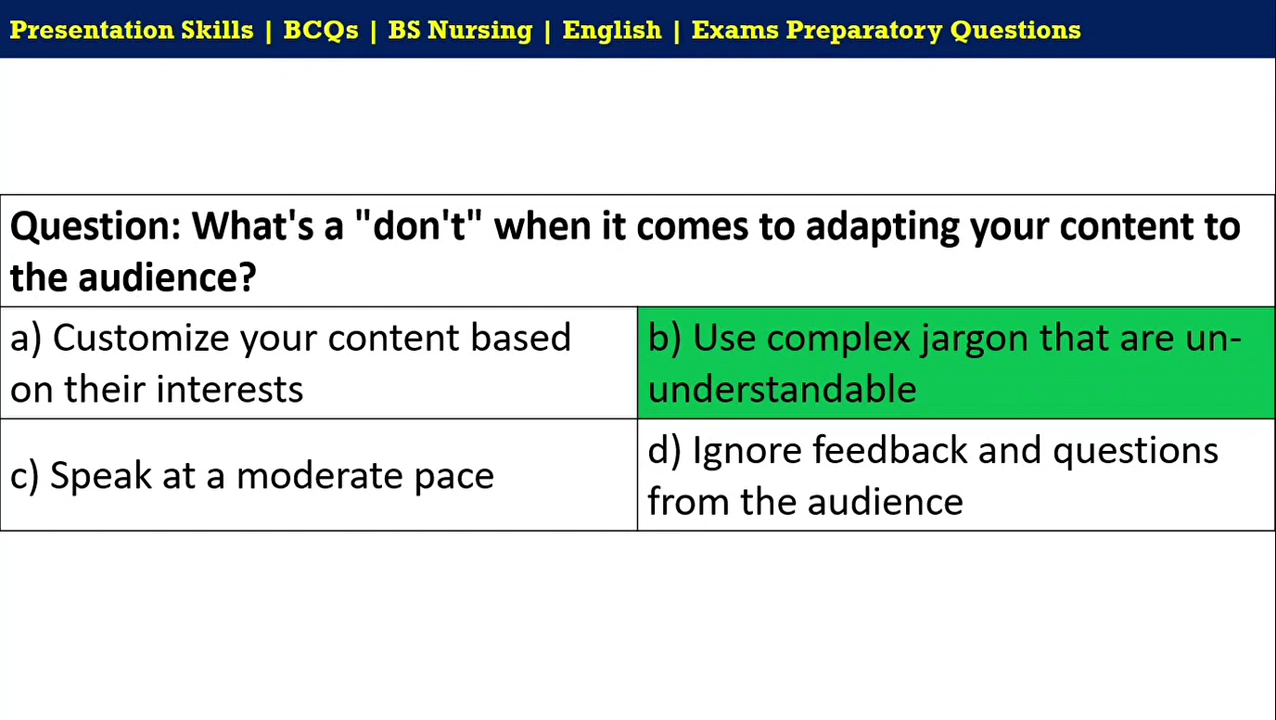 Presentation Skills | BCQs | BS Nursing | English | Exams Preparatory Questions
Question: What's a "don't" when it comes to adapting your content to
the audience?
a) Customize your content based
on their interests
b) Use complex jargon that are un-
understandable
c) Speak at a moderate pace
d) Ignore feedback and questions
from the audience